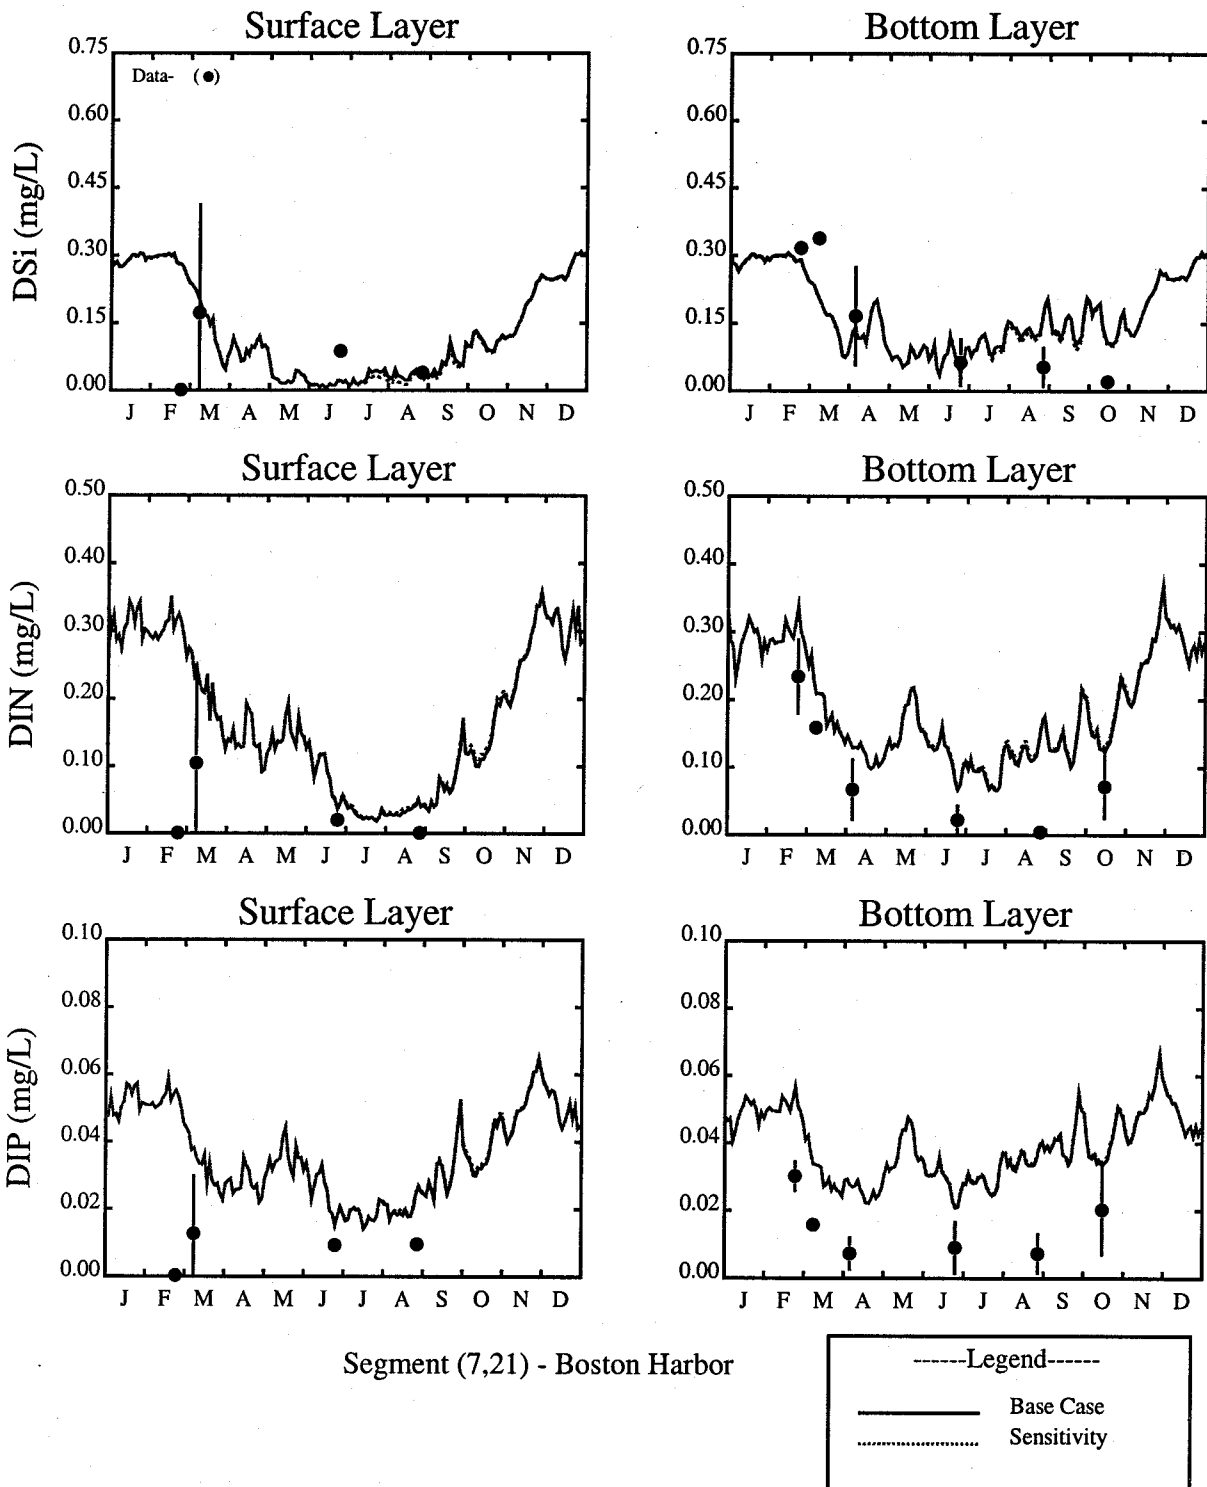 Surface Layer
Bottom Layer
Data- ( ● )
DSi (mg/L)
0.75
0.60
0.45
0.30
0.15
0.00
J F M A M J J A S O N D
0.75
0.60
0.45
0.30
0.15
0.00
J F M A M J J A S O N D
Surface Layer
Bottom Layer
DIN (mg/L)
0.50
0.40
0.30
0.20
0.10
0.00
J F M A M J J A S O N D
0.50
0.40
0.30
0.20
0.10
0.00
J F M A M J J A S O N D
Surface Layer
Bottom Layer
DIP (mg/L)
0.10
0.08
0.06
0.04
0.02
0.00
J F M A M J J A S O N D
0.10
0.08
0.06
0.04
0.02
0.00
J F M A M J J A S O N D
Segment (7,21) - Boston Harbor
------Legend------
Base Case
Sensitivity